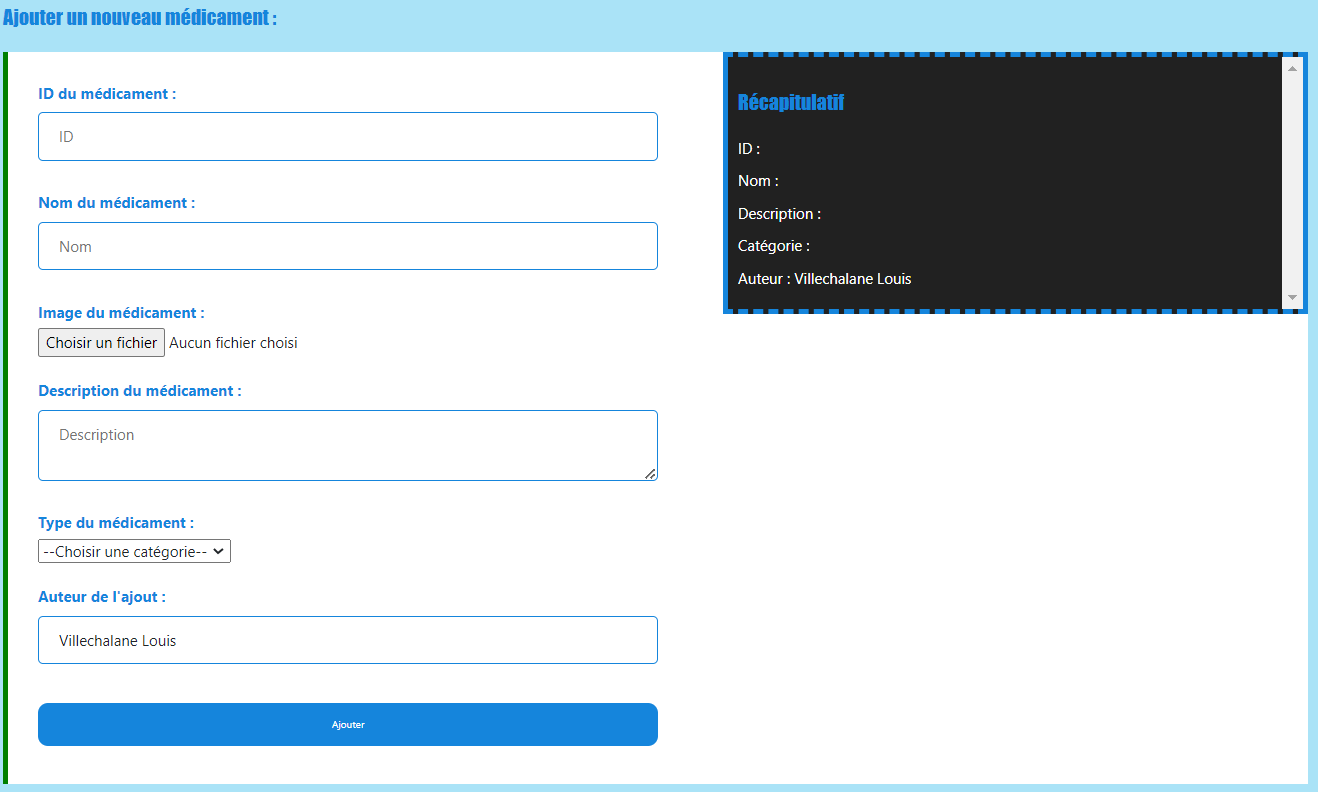 Ajouter un nouveau médicament :
ID du médicament :
ID
Nom du médicament :
Nom
Image du médicament :
Choisir un fichier Aucun fichier choisi
Description du médicament :
Description
Type du médicament :
--Choisir une catégorie--
Auteur de l'ajout :
Villechalane Louis
Ajouter
Récapitulatif
ID :
Nom :
Description :
Catégorie :
Auteur : Villechalane Louis